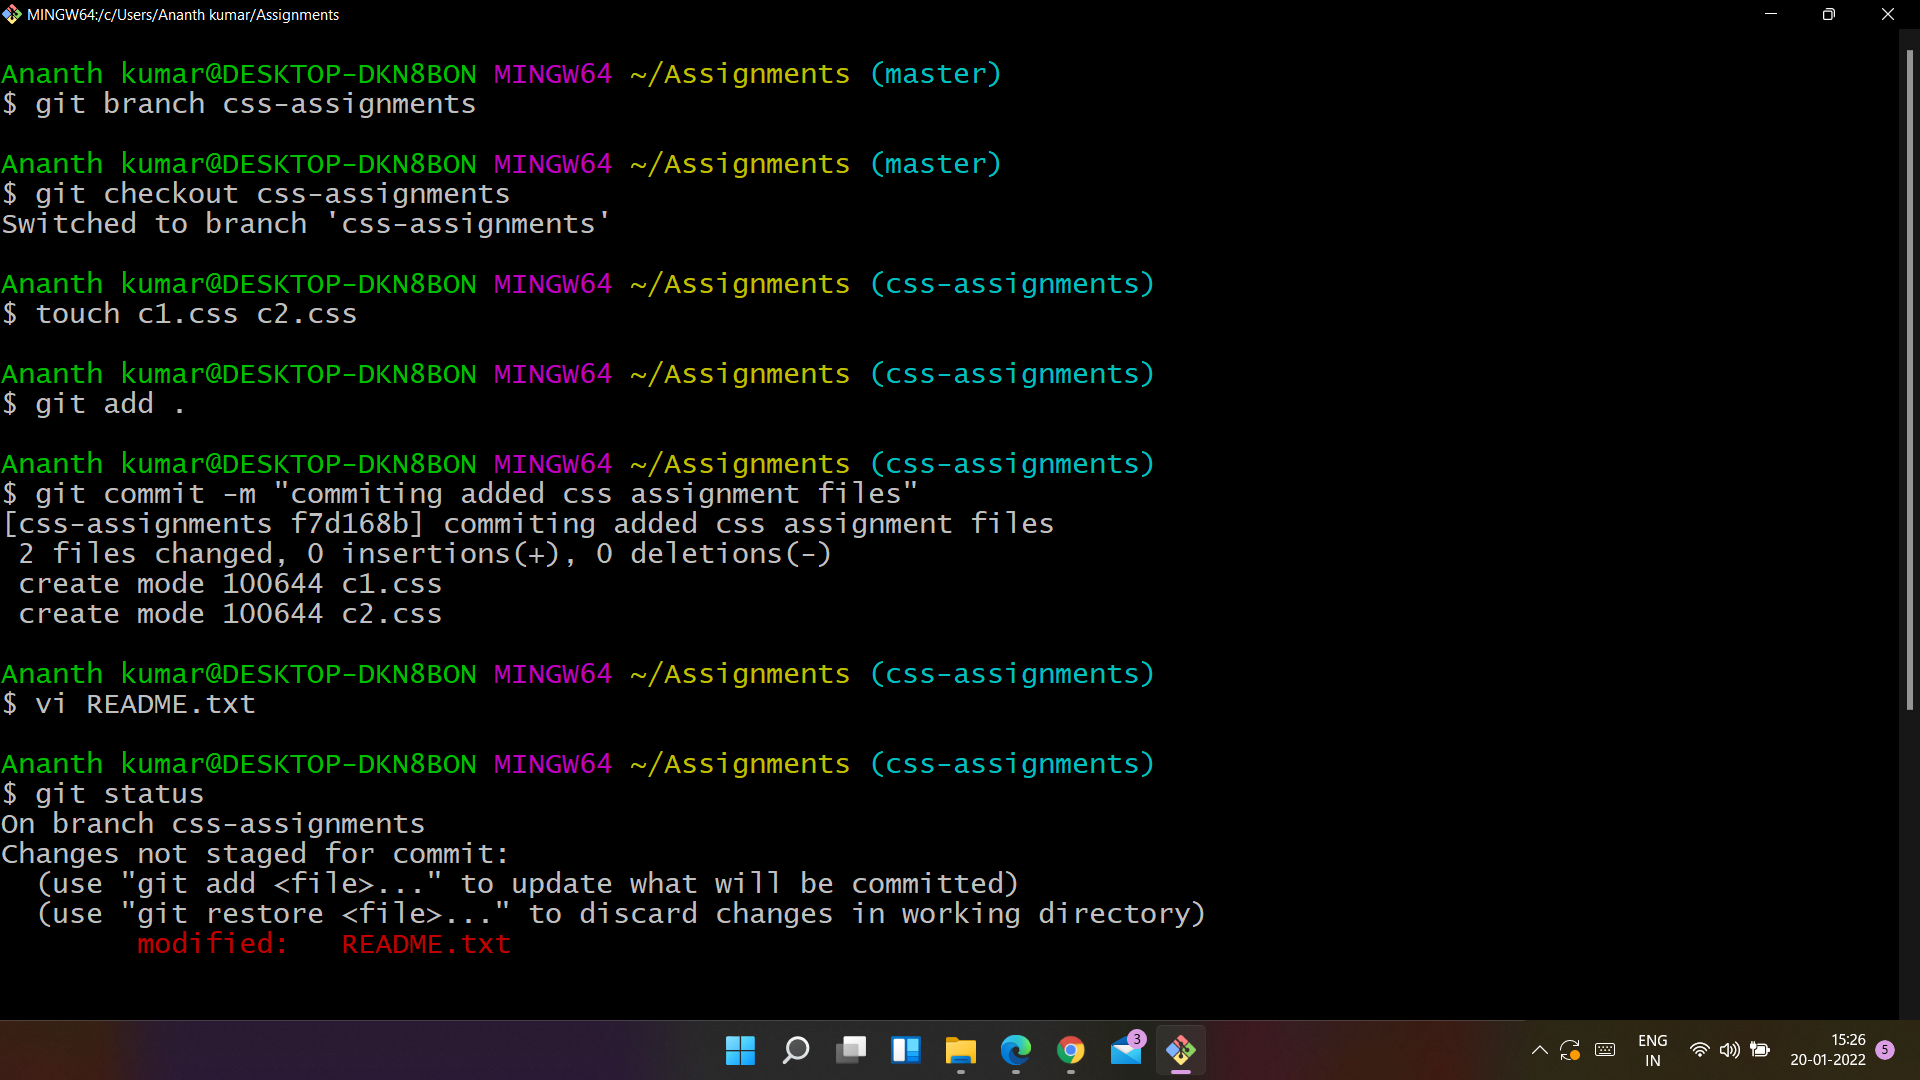 MINGW64:/c/Users/Ananth kumar/Assignments
Ananth kumar@DESKTOP-DKN8BON MINGW64 ~/Assignments (master)
$ git branch css-assignments
Ananth kumar@DESKTOP-DKN8BON MINGW64 ~/Assignments (master)
$ git checkout css-assignments
Switched to branch 'css-assignments'
Ananth kumar@DESKTOP-DKN8BON MINGW64 ~/Assignments (css-assignments)
$ touch c1.css c2.css
Ananth kumar@DESKTOP-DKN8BON MINGW64 ~/Assignments (css-assignments)
$ git add .
Ananth kumar@DESKTOP-DKN8BON MINGW64 ~/Assignments (css-assignments)
$ git commit -m "commiting added css assignment files"
[css-assignments f7d168b] commiting added css assignment files
 2 files changed, 0 insertions(+), 0 deletions(-)
 create mode 100644 c1.css
 create mode 100644 c2.css
Ananth kumar@DESKTOP-DKN8BON MINGW64 ~/Assignments (css-assignments)
$ vi README.txt
Ananth kumar@DESKTOP-DKN8BON MINGW64 ~/Assignments (css-assignments)
$ git status
On branch css-assignments
Changes not staged for commit:
  (use "git add <file>..." to update what will be committed)
  (use "git restore <file>..." to discard changes in working directory)
        modified:   README.txt
3
ENG
IN
15:26
20-01-2022
5